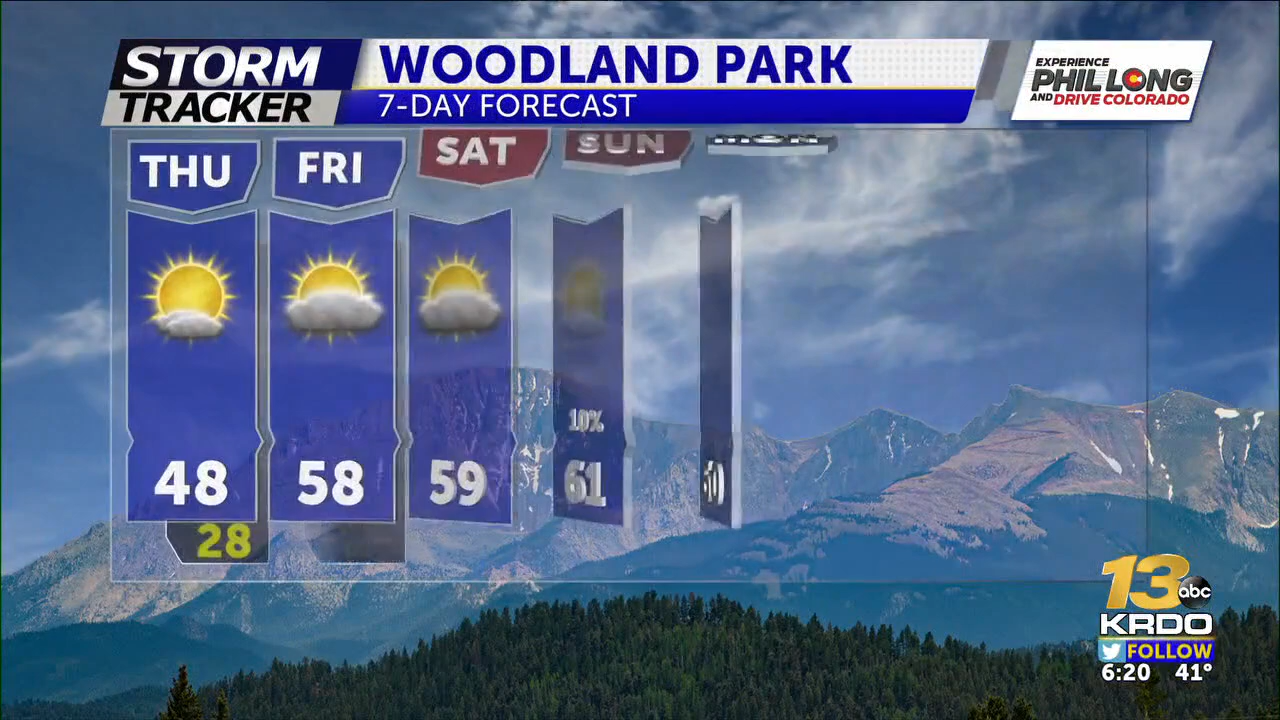 STORM
TRACKER
WOODLAND PARK
7-DAY FORECAST
EXPERIENCE
PHIL LONG
AND DRIVE COLORADO
THU
FRI
SAT
SUN
MON
10%
48
58
59
61
28
13
abc
KRDO
FOLLOW
6:20 41°